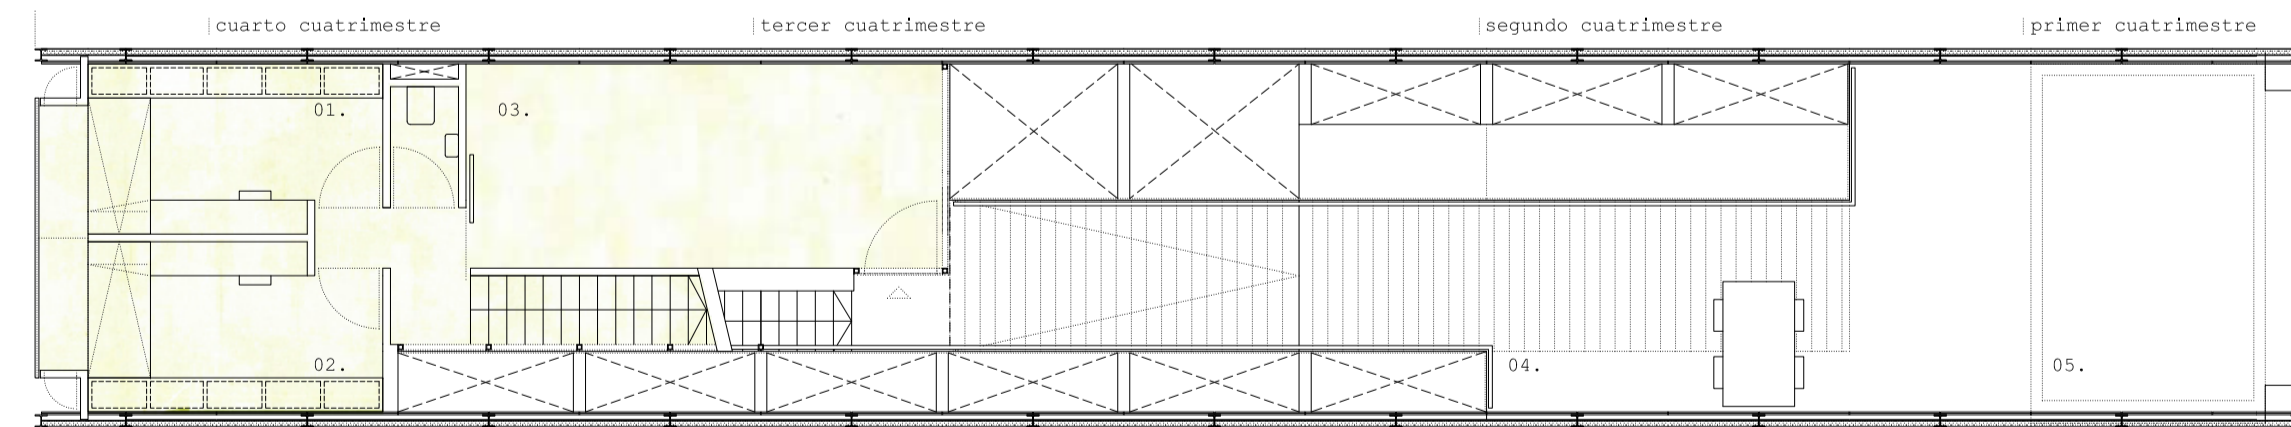 cuarto cuatrimestre
tercer cuatrimestre
segundo cuatrimestre
primer cuatrimestre
01.
03.
02.
04.
05.